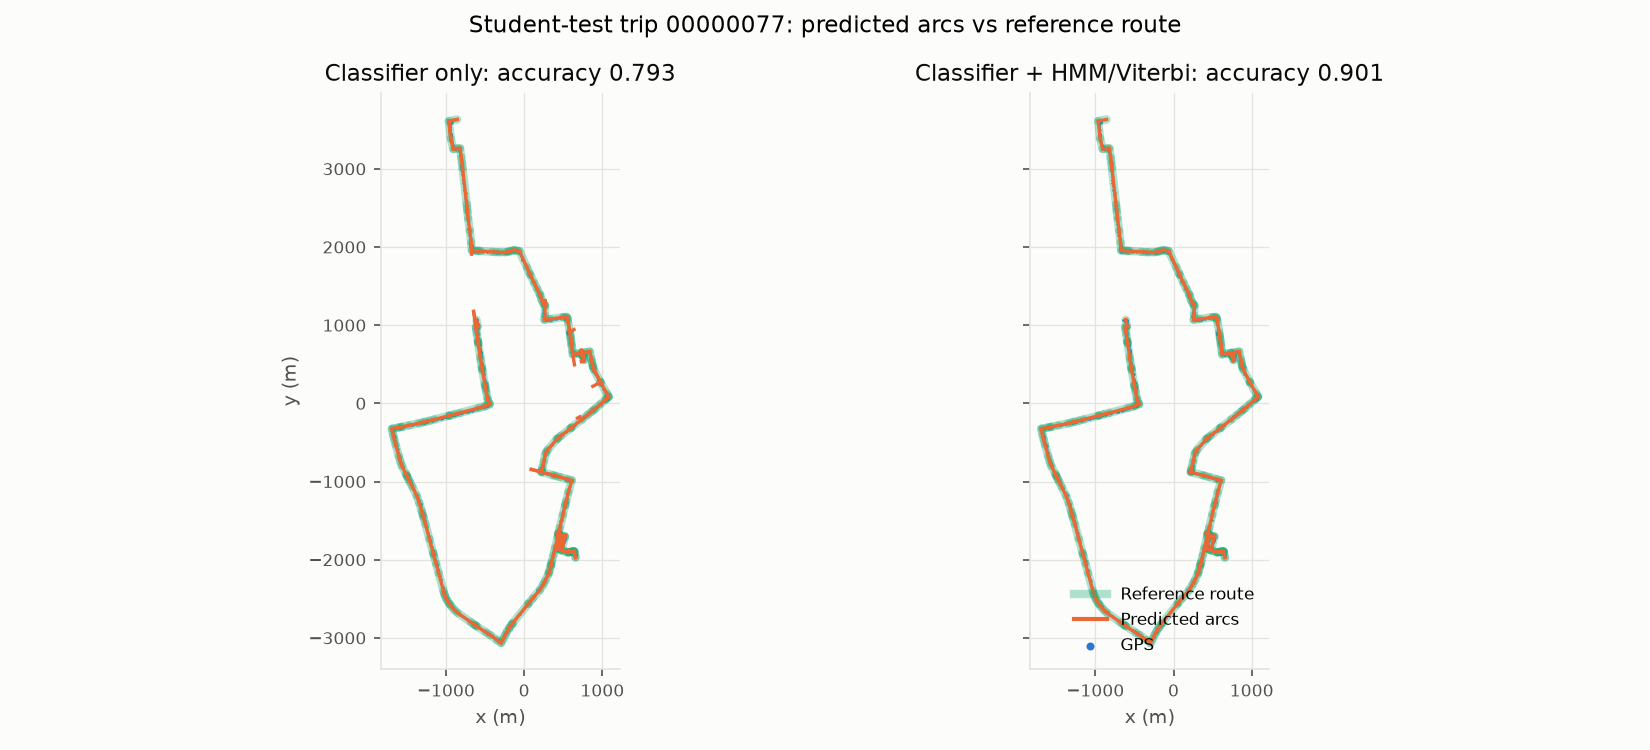 Student-test trip 00000077: predicted arcs vs reference route
Classifier only: accuracy 0.793
3000
2000
1000
0
−1000
−2000
−3000
y (m)
−1000 0 1000
x (m)
Classifier + HMM/Viterbi: accuracy 0.901
Reference route
Predicted arcs
GPS
−1000 0 1000
x (m)